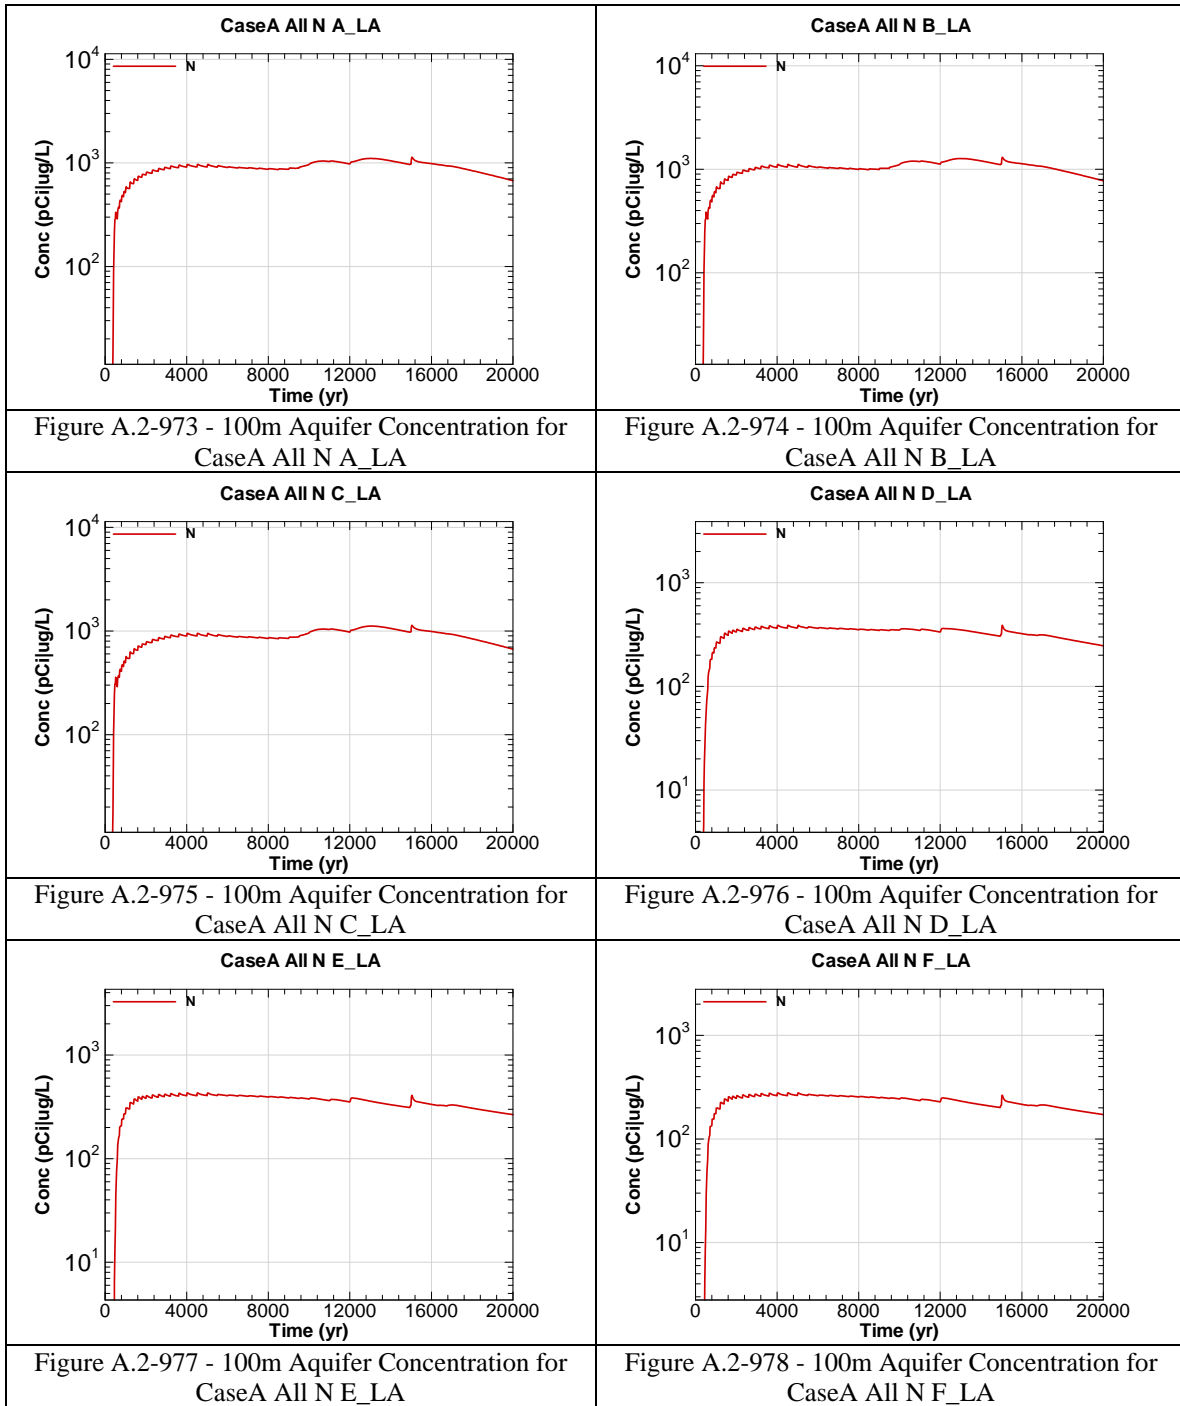 CaseA All N A_LA
N
Conc (pCi|ug/L)
10^4
10^3
10^2
0 4000 8000 12000 16000 20000
Time (yr)
Figure A.2-973 - 100m Aquifer Concentration for
CaseA All N A_LA
CaseA All N B_LA
N
Conc (pCi|ug/L)
10^4
10^3
10^2
0 4000 8000 12000 16000 20000
Time (yr)
Figure A.2-974 - 100m Aquifer Concentration for
CaseA All N B_LA
CaseA All N C_LA
N
Conc (pCi|ug/L)
10^4
10^3
10^2
0 4000 8000 12000 16000 20000
Time (yr)
Figure A.2-975 - 100m Aquifer Concentration for
CaseA All N C_LA
CaseA All N D_LA
N
Conc (pCi|ug/L)
10^3
10^2
10^1
0 4000 8000 12000 16000 20000
Time (yr)
Figure A.2-976 - 100m Aquifer Concentration for
CaseA All N D_LA
CaseA All N E_LA
N
Conc (pCi|ug/L)
10^3
10^2
10^1
0 4000 8000 12000 16000 20000
Time (yr)
Figure A.2-977 - 100m Aquifer Concentration for
CaseA All N E_LA
CaseA All N F_LA
N
Conc (pCi|ug/L)
10^3
10^2
10^1
0 4000 8000 12000 16000 20000
Time (yr)
Figure A.2-978 - 100m Aquifer Concentration for
CaseA All N F_LA